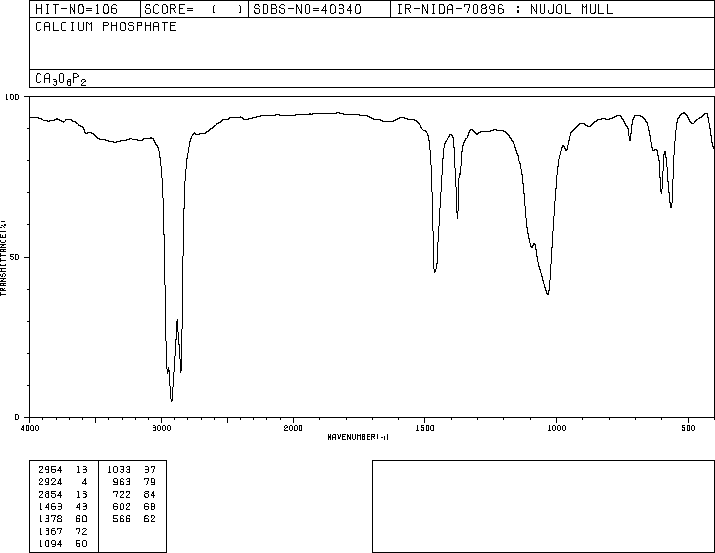 HIT-NO=106 SCORE= ( ) SDBS-NO=40340 IR-NIDA-70896 : NUJOL MULL
CALCIUM PHOSPHATE
CA3O8P2
100
50
0
TRANSMITTANCE(%)
4000 3000 2000 1500 1000 500
WAVENUMBER(-1)
2954 13 1033 37
2924 4 963 79
2854 13 722 84
1463 43 602 68
1378 60 566 62
1367 72
1094 50